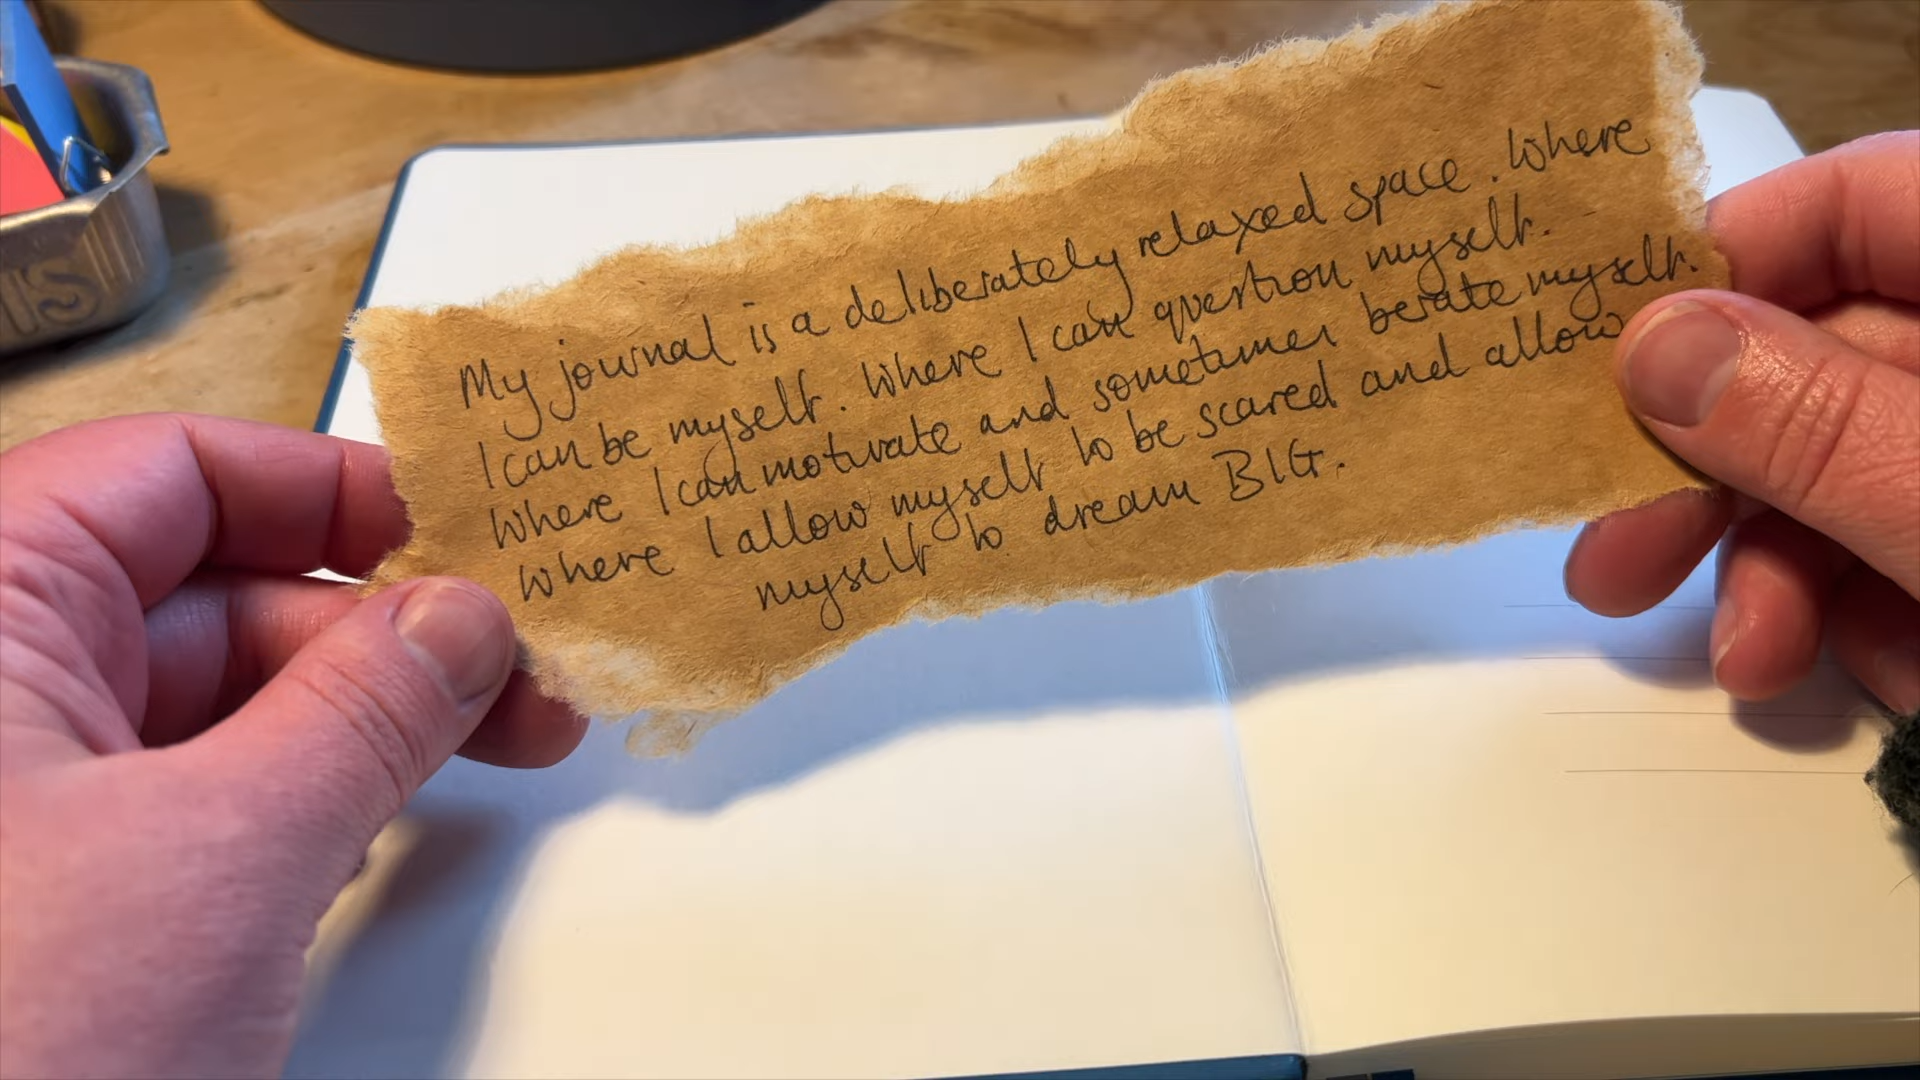 My journal is a deliberately relaxed space. Where
I can be myself. Where I can question myself.
Where I can motivate and sometimes berate myself.
Where I allow myself to be scared and allow
myself to dream BIG.